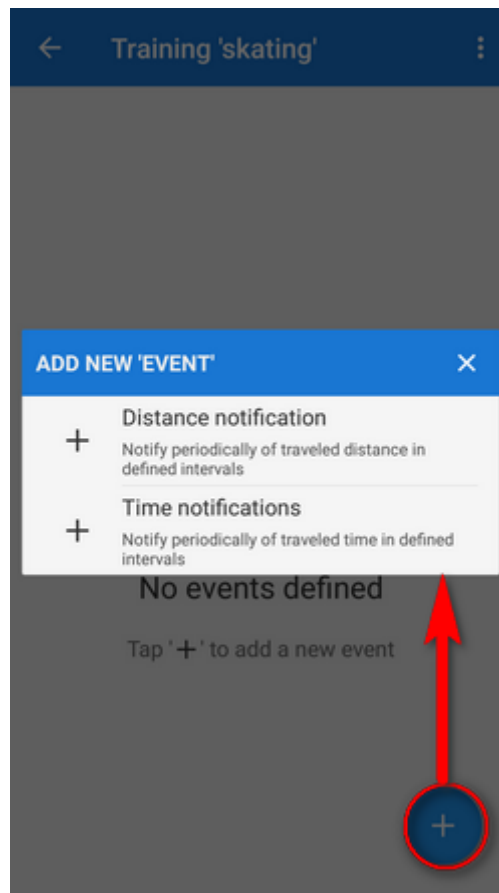 Training 'skating'
ADD NEW 'EVENT'
Distance notification
Notify periodically of traveled distance in
defined intervals
Time notifications
Notify periodically of traveled time in defined
intervals
No events defined
Tap '+' to add a new event